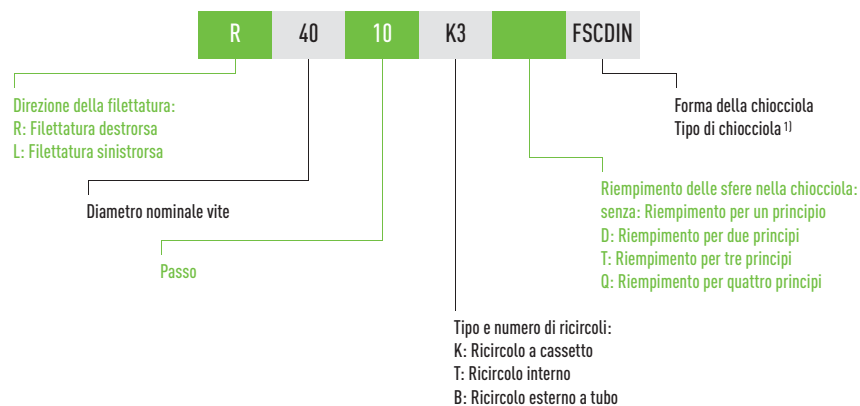 R 40 10 K3 FSCDIN
Direzione della filettatura:
R: Filettatura destrorsa
L: Filettatura sinistrorsa
Forma della chiocciola
Tipo di chiocciola 1)
Diametro nominale vite
Riempimento delle sfere nella chiocciola:
senza: Riempimento per un principio
D: Riempimento per due principi
T: Riempimento per tre principi
Q: Riempimento per quattro principi
Passo
Tipo e numero di ricircoli:
K: Ricircolo a cassetto
T: Ricircolo interno
B: Ricircolo esterno a tubo